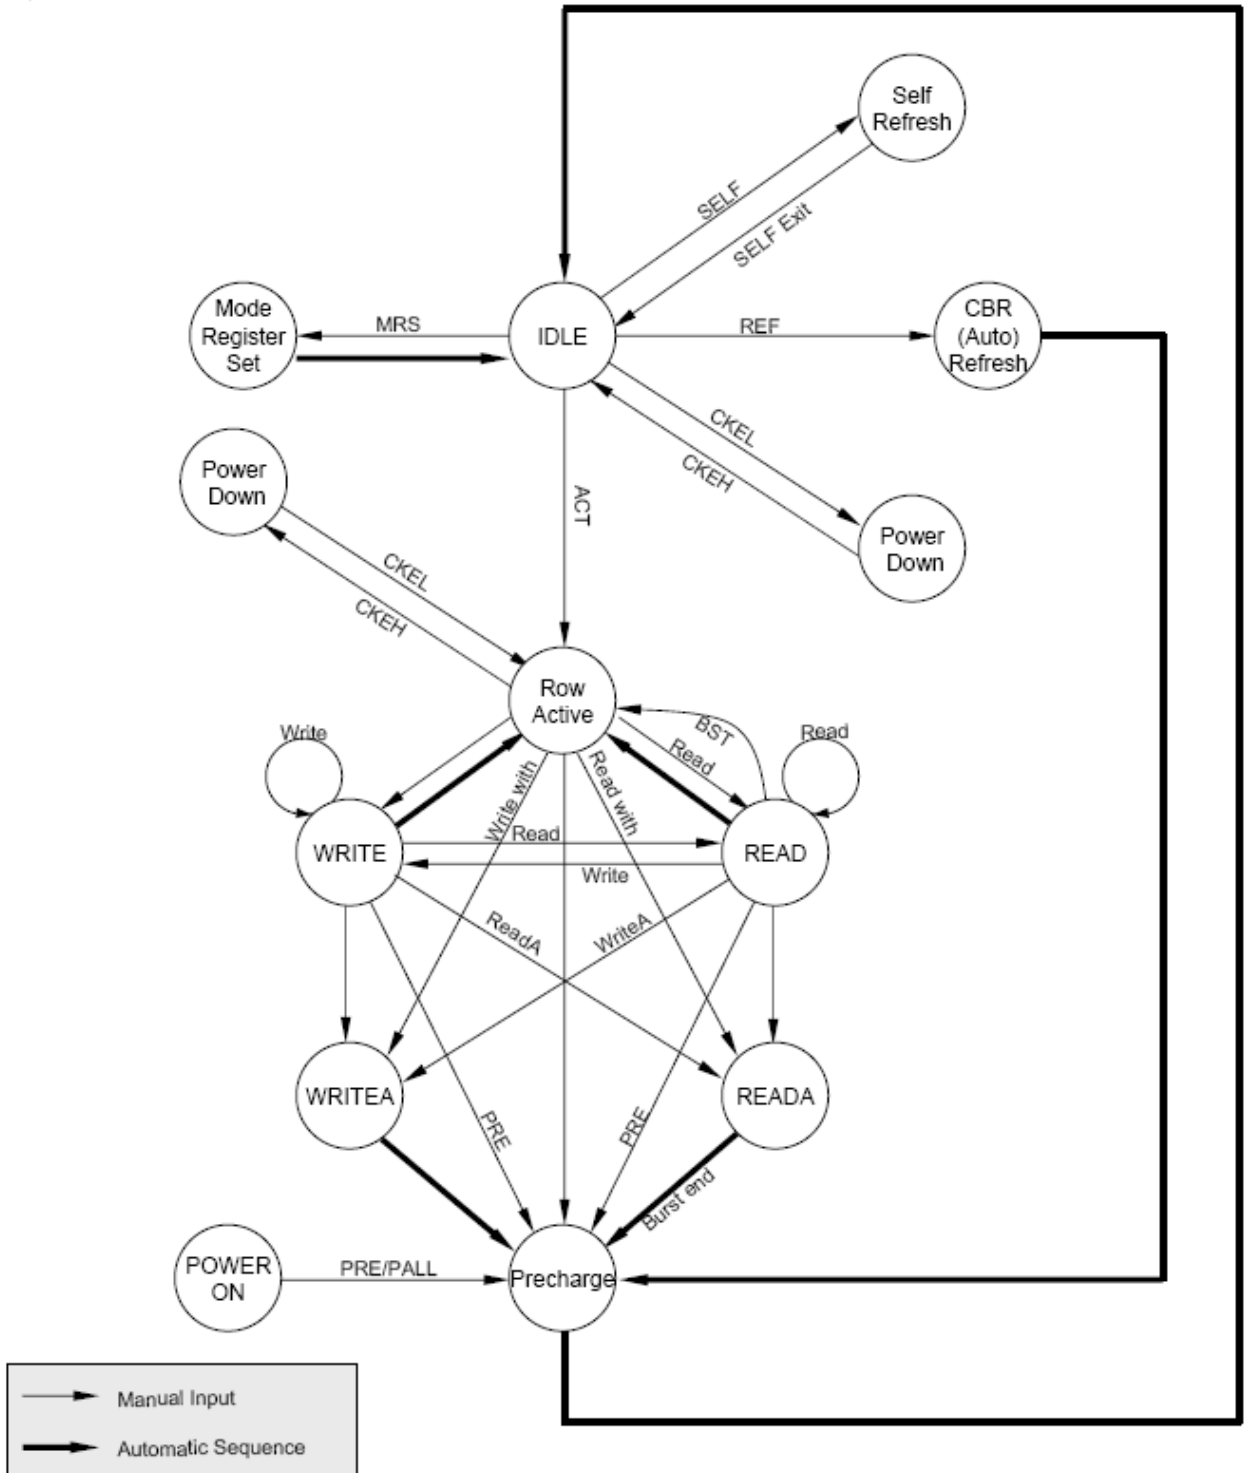 Self
Refresh
SELF
SELF Exit
Mode
Register
Set
MRS
IDLE
REF
CBR
(Auto)
Refresh
CKEL
CKEH
Power
Down
ACT
Power
Down
CKEL
CKEH
Row
Active
BST
Read
Write
Read
Write with
Read with
WRITE
Read
READ
Write
ReadA
WriteA
WRITEA
READA
PRE
PRE
Burst end
POWER
ON
PRE/PALL
Precharge
Manual Input
Automatic Sequence